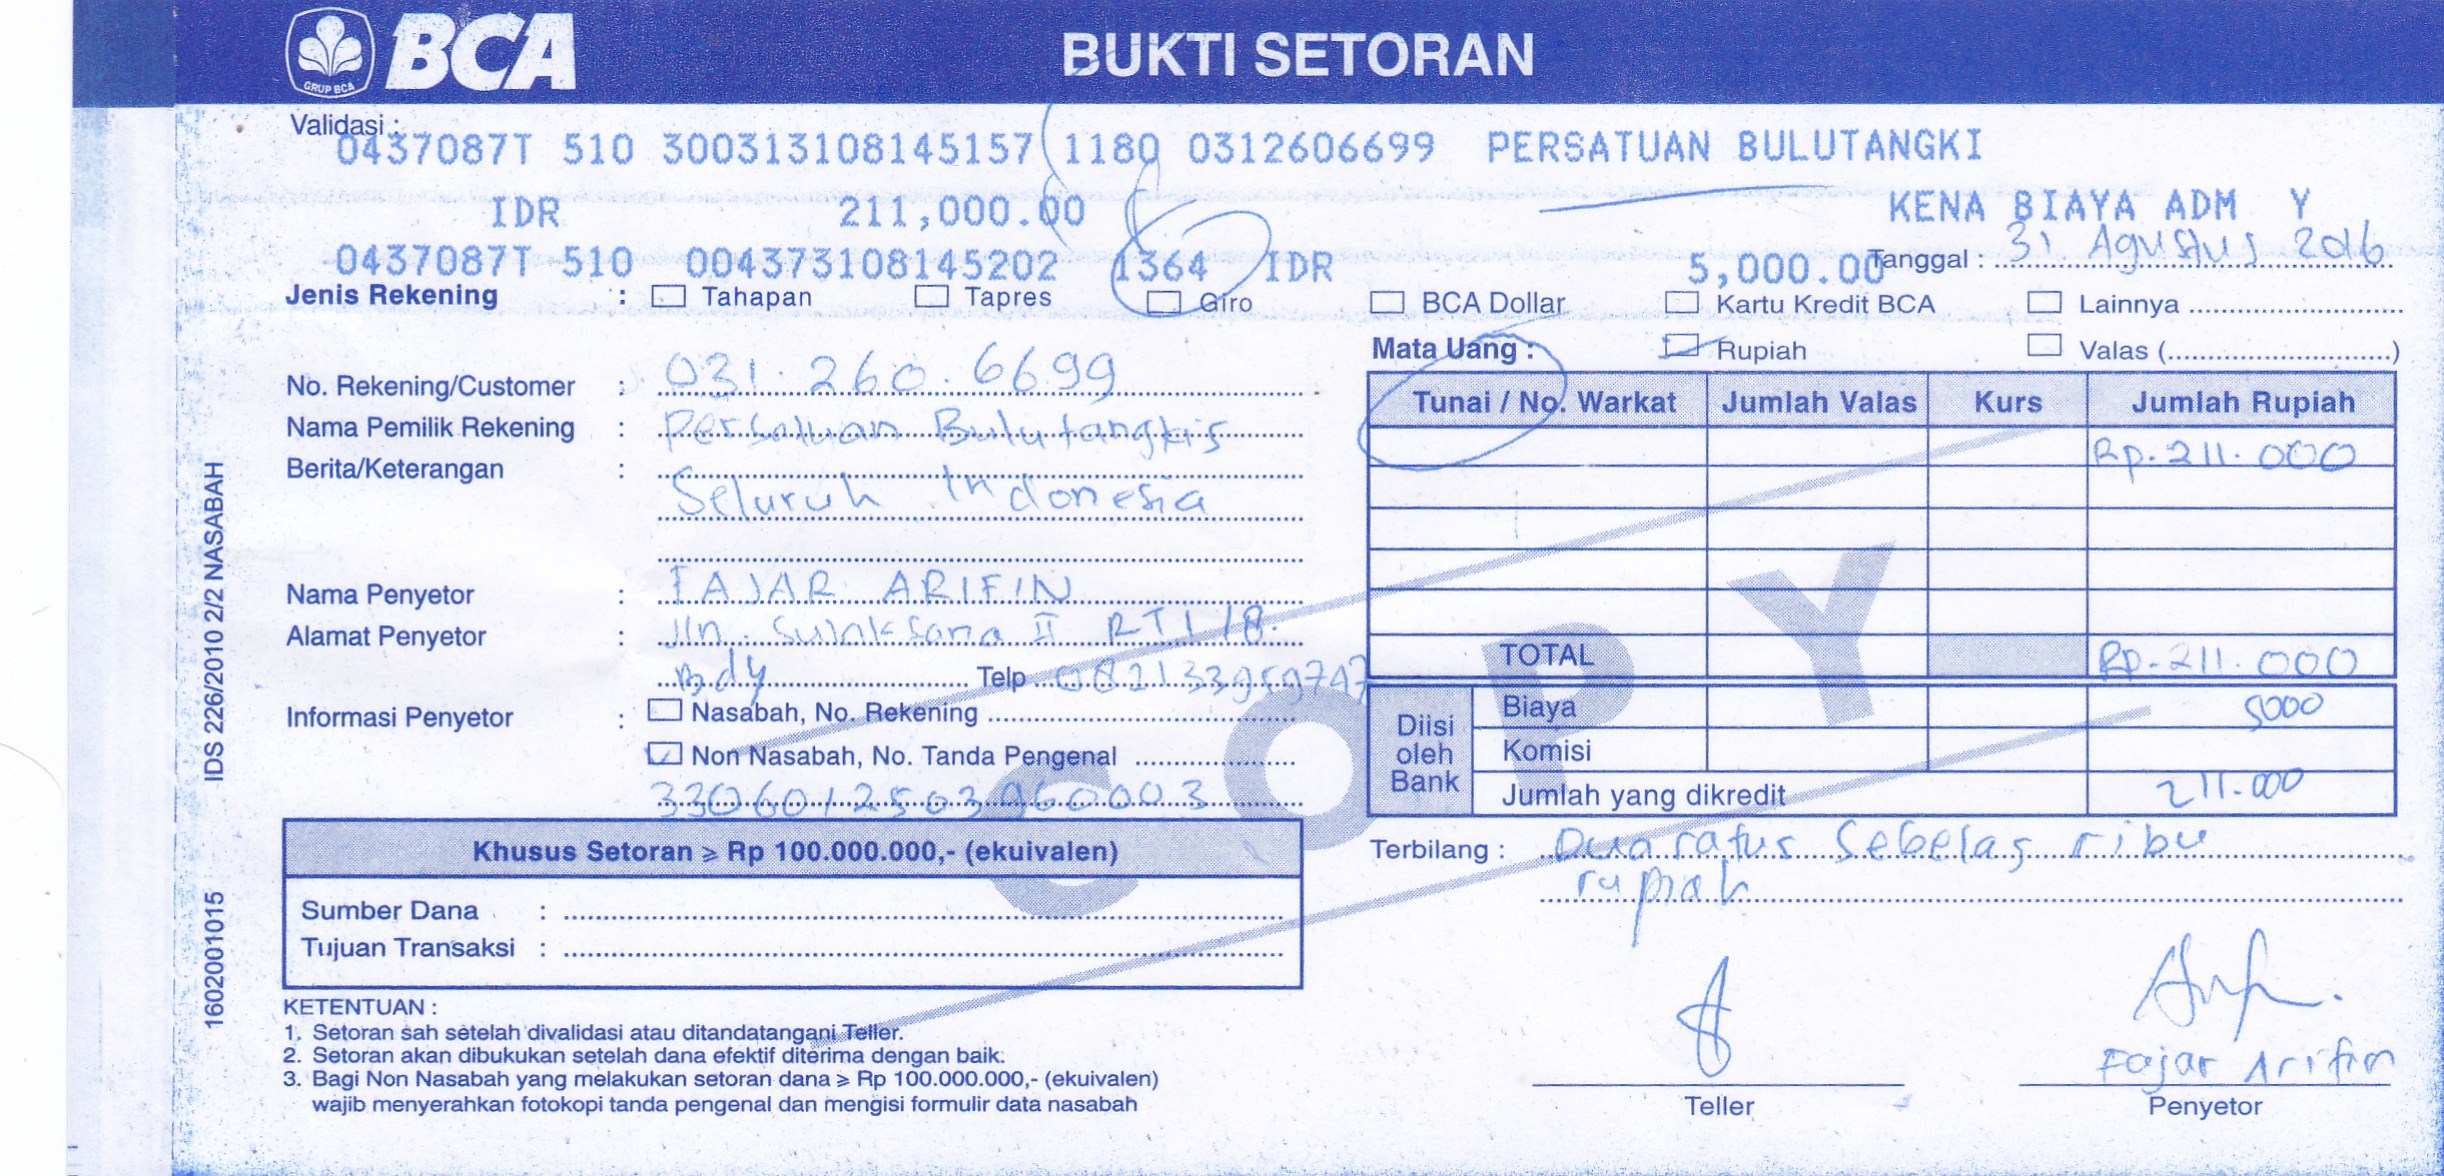 GRUP BCA
BCA
BUKTI SETORAN
Validasi :
0437087T 510 300313108145157 1180 0312606699 PERSATUAN BULUTANGKI
IDR 211,000.00 KENA BIAYA ADM Y
0437087T 510 004373108145202 1364 IDR 5,000.00
Tanggal : 31 Agustus 2016
Jenis Rekening : Tahapan Tapres Giro BCA Dollar Kartu Kredit BCA Lainnya
Mata Uang : Rupiah Valas (..............................)
No. Rekening/Customer : 031.260.6699
Nama Pemilik Rekening : Persatuan Bulutangkis
Berita/Keterangan :
Seluruh Indonesia
Nama Penyetor : FAJAR ARIFIN
Alamat Penyetor : Jln. II RT 1/8.
Bdy Telp 082133959747
Informasi Penyetor : Nasabah, No. Rekening
Non Nasabah, No. Tanda Pengenal
3306012503960003
Tunai / No. Warkat Jumlah Valas Kurs Jumlah Rupiah
Rp. 211.000
TOTAL Rp. 211.000
Diisi oleh Bank
Biaya 5000
Komisi
Jumlah yang dikredit 211.000
Terbilang : Dua ratus Sebelas ribu
rupiah
Khusus Setoran ≥ Rp 100.000.000,- (ekuivalen)
Sumber Dana :
Tujuan Transaksi :
KETENTUAN :
1. Setoran sah setelah divalidasi atau ditandatangani Teller.
2. Setoran akan dibukukan setelah dana efektif diterima dengan baik.
3. Bagi Non Nasabah yang melakukan setoran dana ≥ Rp 100.000.000,- (ekuivalen)
wajib menyerahkan fotokopi tanda pengenal dan mengisi formulir data nasabah
Fajar Arifin
Teller Penyetor
COPY
IDS 226/2010 2/2 NASABAH
1602001015